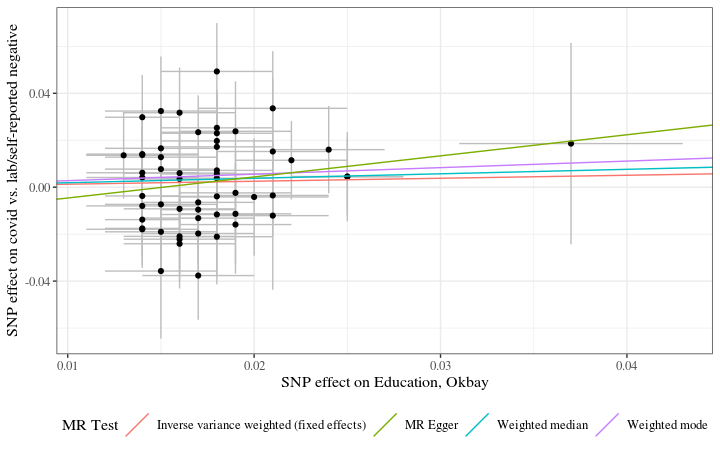 SNP effect on covid vs. lab/self-reported negative
0.04
0.00
-0.04
0.01
0.02
0.03
0.04
SNP effect on Education, Okbay
MR Test
Inverse variance weighted (fixed effects)
MR Egger
Weighted median
Weighted mode